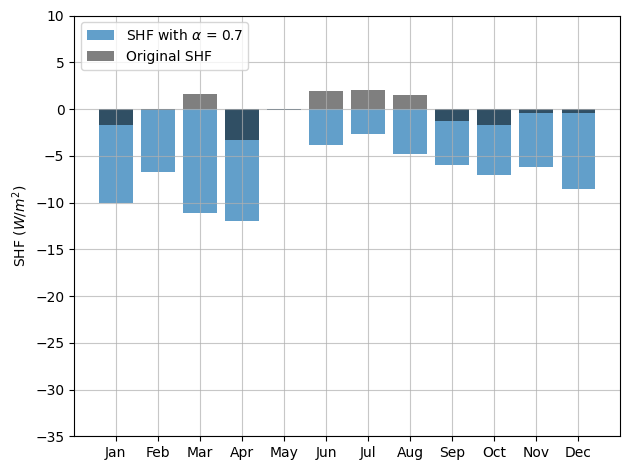 SHF with α = 0.7
Original SHF
SHF (W/m²)
10
5
0
−5
−10
−15
−20
−25
−30
−35
Jan Feb Mar Apr May Jun Jul Aug Sep Oct Nov Dec